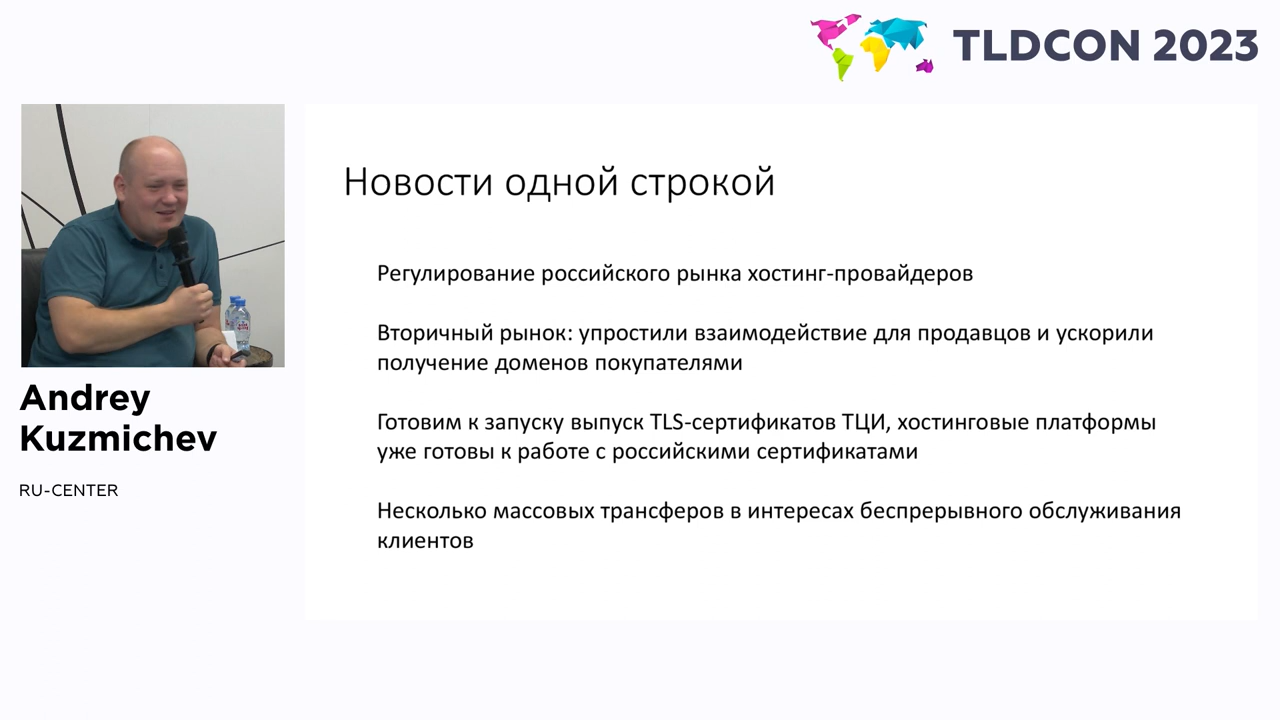 TLDCON 2023
Andrey
Kuzmichev
RU-CENTER
Новости одной строкой
Регулирование российского рынка хостинг-провайдеров
Вторичный рынок: упростили взаимодействие для продавцов и ускорили
получение доменов покупателями
Готовим к запуску выпуск TLS-сертификатов ТЦИ, хостинговые платформы
уже готовы к работе с российскими сертификатами
Несколько массовых трансферов в интересах беспрерывного обслуживания
клиентов